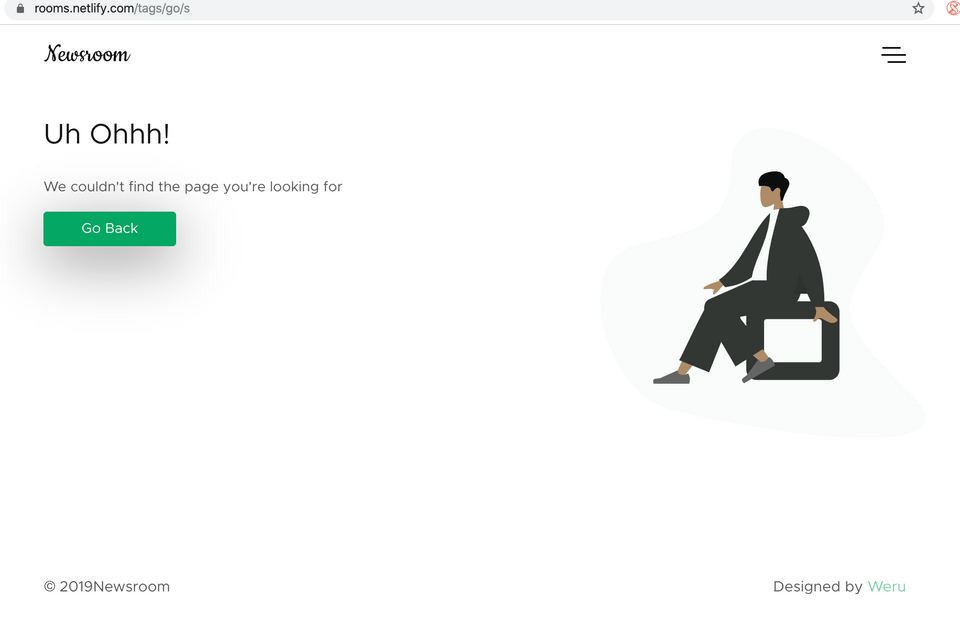 rooms.netlify.com/tags/go/s
Newsroom
Uh Ohhh!
We couldn't find the page you're looking for
Go Back
© 2019Newsroom
Designed by Weru